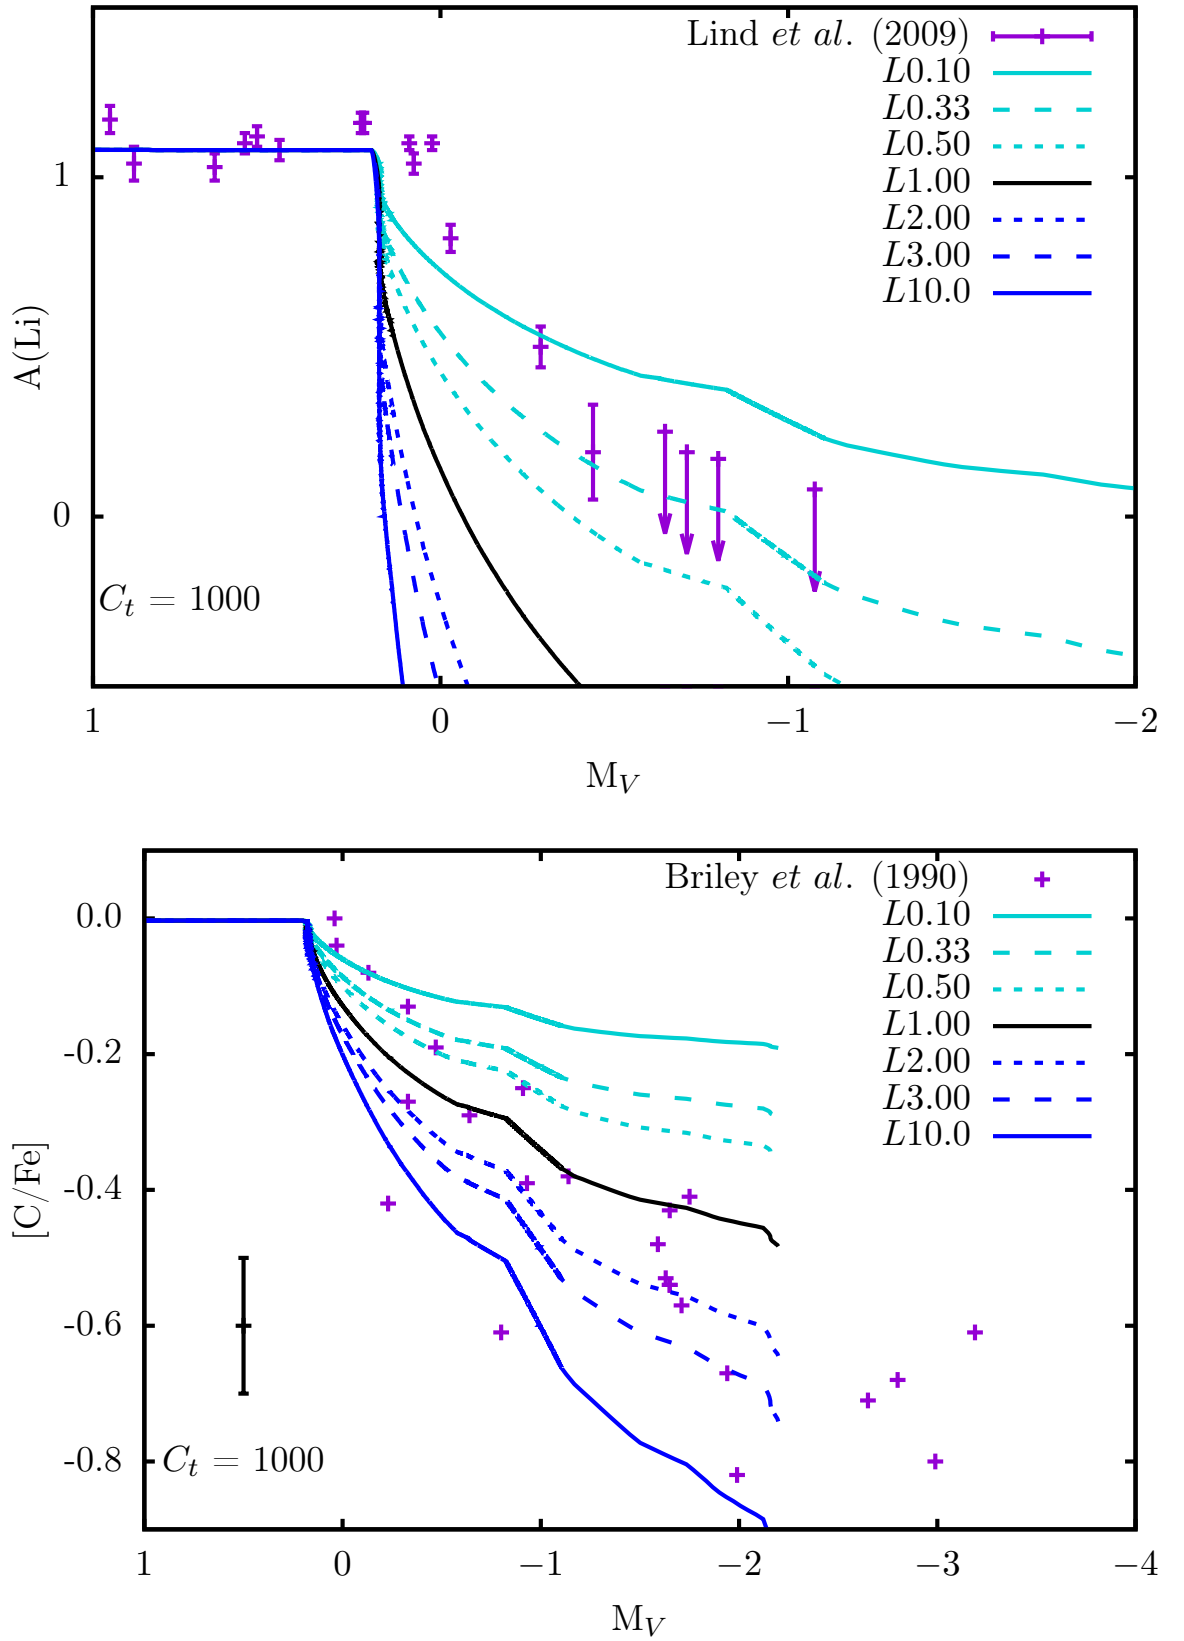 Lind et al. (2009)
L0.10
L0.33
L0.50
L1.00
L2.00
L3.00
L10.0
1
0
A(Li)
C_t = 1000
1 0 −1 −2
M_V
Briley et al. (1990)
L0.10
L0.33
L0.50
L1.00
L2.00
L3.00
L10.0
0.0
-0.2
-0.4
-0.6
-0.8
[C/Fe]
C_t = 1000
1 0 −1 −2 −3 −4
M_V